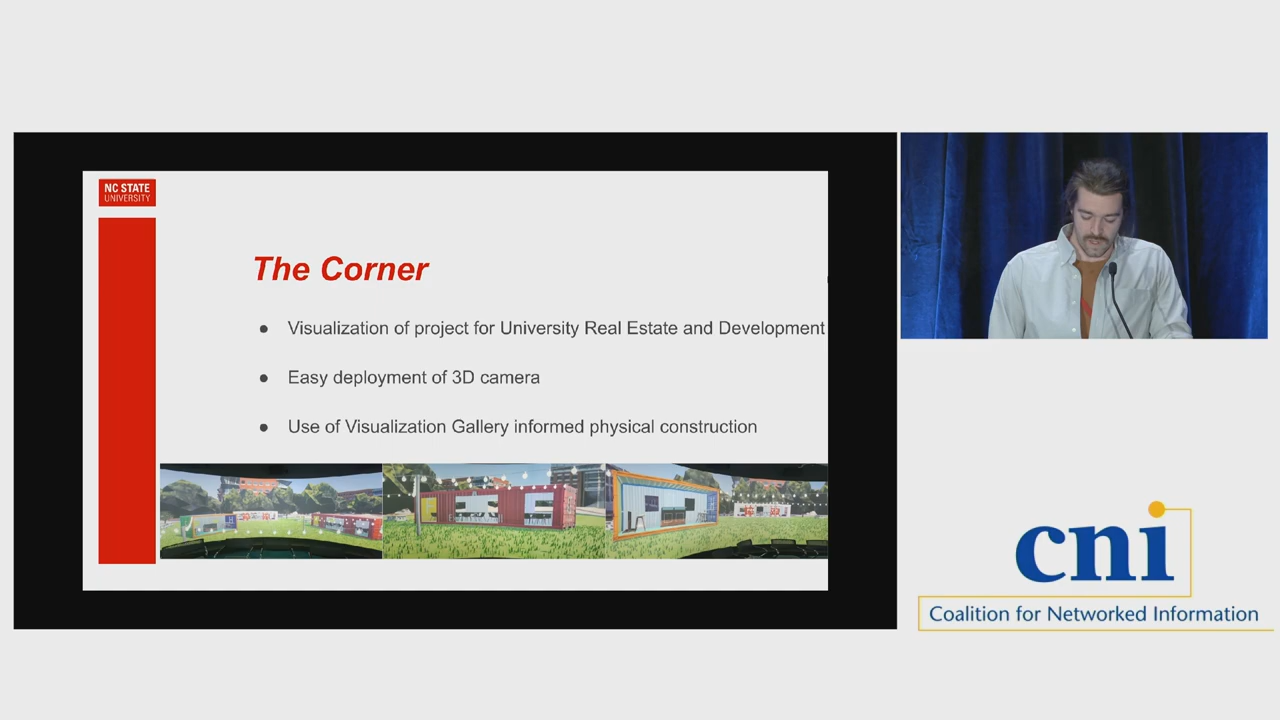 NC STATE
UNIVERSITY
The Corner
● Visualization of project for University Real Estate and Development
● Easy deployment of 3D camera
● Use of Visualization Gallery informed physical construction
cni
Coalition for Networked Information